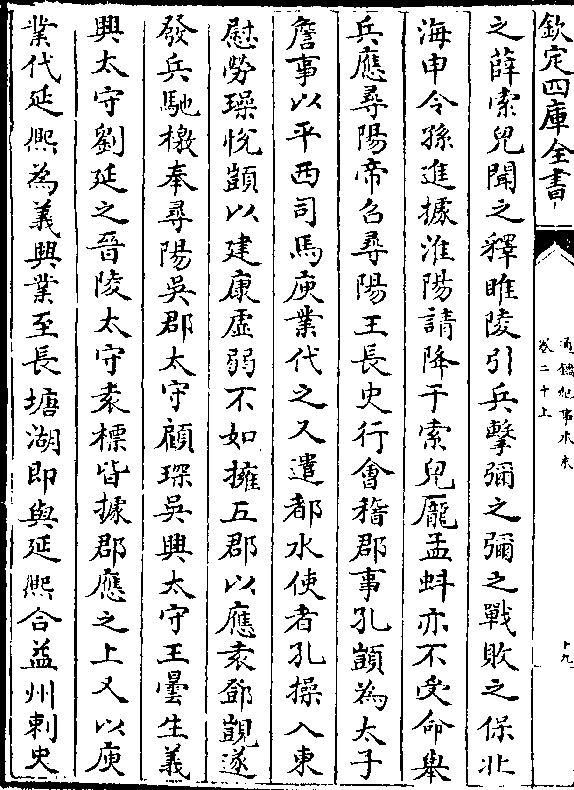 欽定四庫全書
通鑑紀事本末
卷二十上
十九
之薛索兒聞之釋睢陵引兵擊彌之彌之戰敗之保北
海申令孫進據淮陽請降于索兒龎孟蚪亦不受命舉
兵應尋陽帝召尋陽王長史行會稽郡事孔顗為太子
詹事以平西司馬庾業代之又遣都水使者孔璪入東
慰勞璪悅顗以建康虛弱不如擁五郡以應袁鄧顗遂
發兵馳檄奉尋陽吳郡太守顧琛吳興太守王曇生義
興太守劉延之晉陵太守袁標皆據郡應之上又以庾
業代延熙為義興業至長塘湖即與延熙合益州刺史